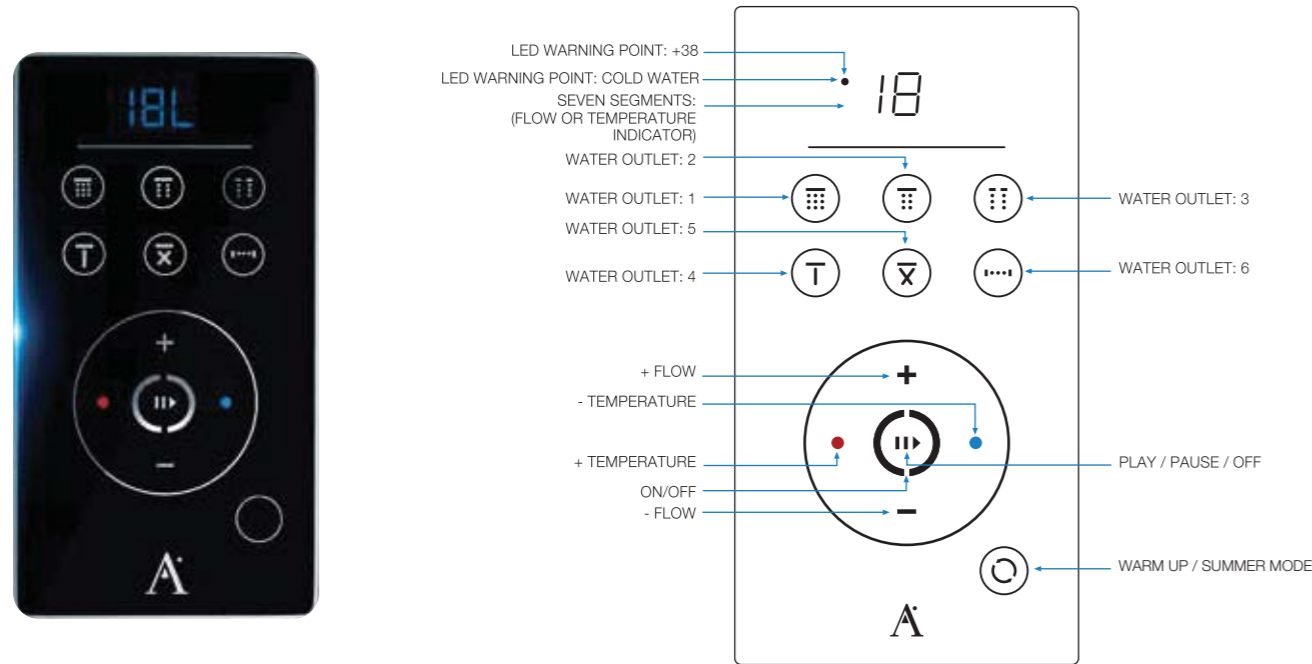 18L
LED WARNING POINT: +38
LED WARNING POINT: COLD WATER
SEVEN SEGMENTS:
(FLOW OR TEMPERATURE
INDICATOR)
18
WATER OUTLET: 2
WATER OUTLET: 1
WATER OUTLET: 3
WATER OUTLET: 5
WATER OUTLET: 4
WATER OUTLET: 6
+ FLOW
- TEMPERATURE
+ TEMPERATURE
PLAY / PAUSE / OFF
ON/OFF
- FLOW
WARM UP / SUMMER MODE
A
A